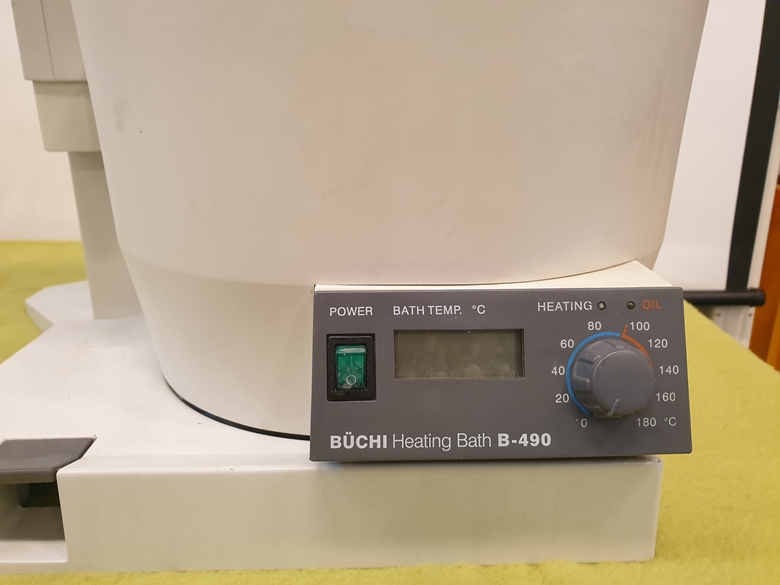 POWER BATH TEMP. °C HEATING OIL
80 100
60 120
40 140
20 160
0 180 °C
BÜCHI Heating Bath B-490